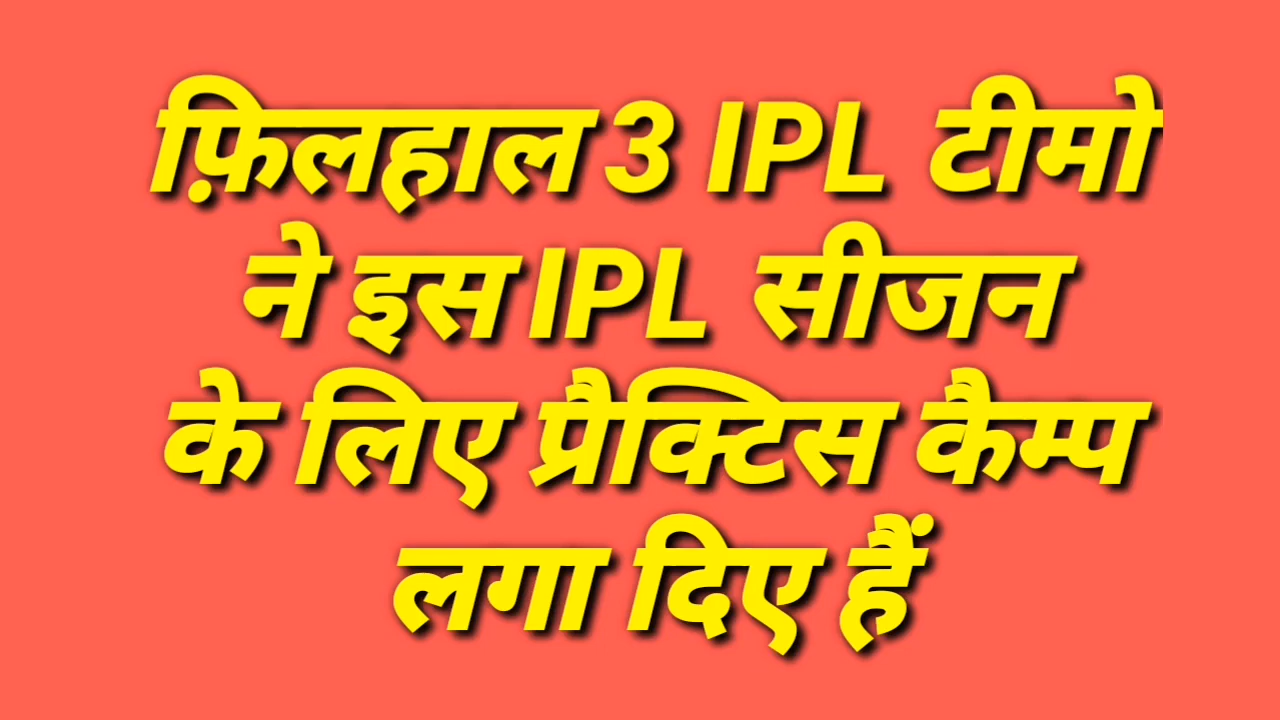 फ़िलहाल 3 IPL टीमो
ने इस IPL सीजन
के लिए प्रैक्टिस कैम्प
लगा दिए हैं